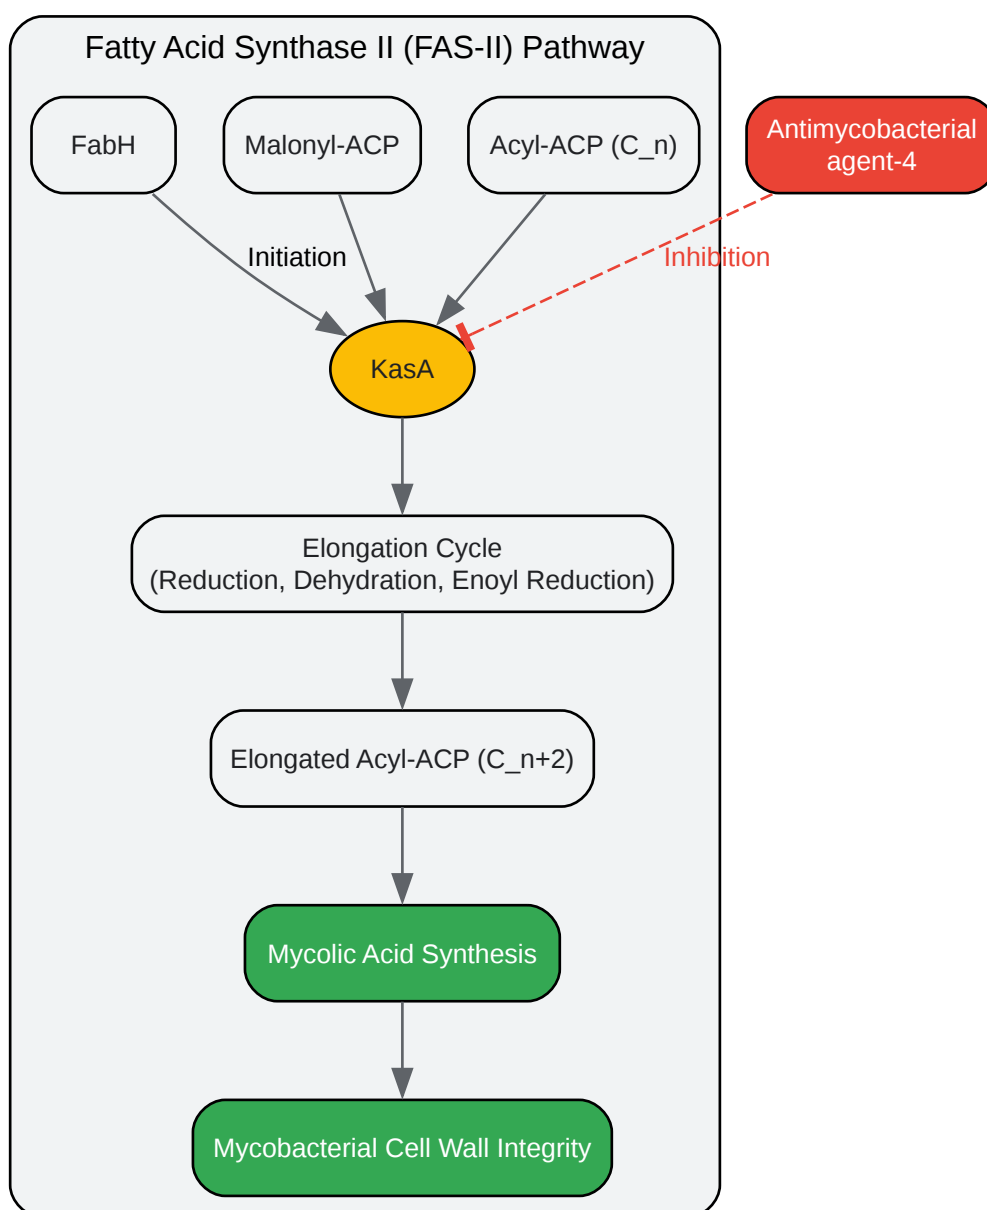 Fatty Acid Synthase II (FAS-II) Pathway
FabH
Malonyl-ACP
Acyl-ACP (C_n)
Antimycobacterial
agent-4
Initiation
Inhibition
KasA
Elongation Cycle
(Reduction, Dehydration, Enoyl Reduction)
Elongated Acyl-ACP (C_n+2)
Mycolic Acid Synthesis
Mycobacterial Cell Wall Integrity